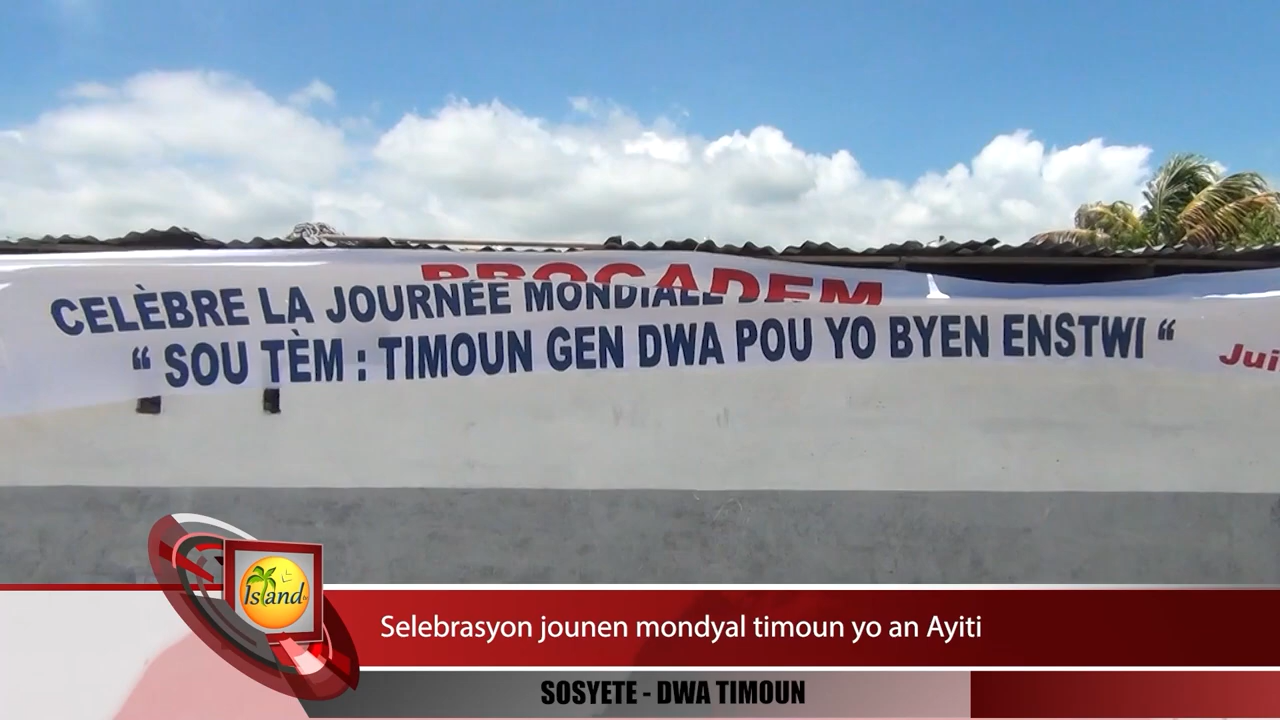 PROCADEM
CELÈBRE LA JOURNÉE MONDIALE
“ SOU TÈM : TIMOUN GEN DWA POU YO BYEN ENSTWI “
Jui
Island
Selebrasyon jounen mondyal timoun yo an Ayiti
SOSYETE - DWA TIMOUN